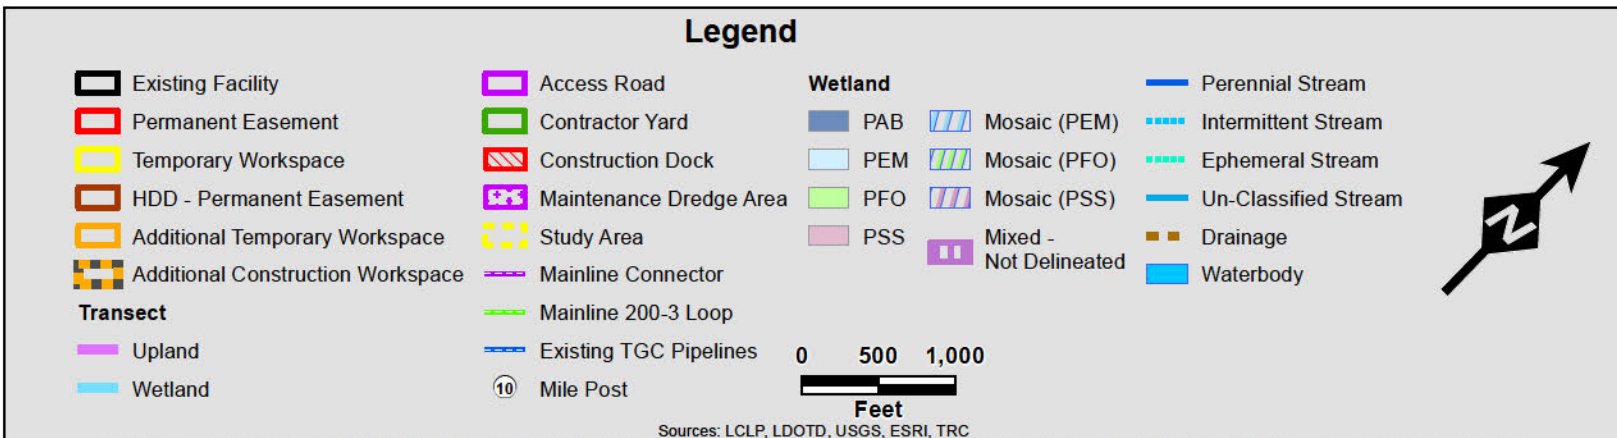 Legend
Existing Facility
Permanent Easement
Temporary Workspace
HDD - Permanent Easement
Additional Temporary Workspace
Additional Construction Workspace
Transect
Upland
Wetland
Access Road
Contractor Yard
Construction Dock
Maintenance Dredge Area
Study Area
Mainline Connector
Mainline 200-3 Loop
Existing TGC Pipelines
10 Mile Post
Wetland
PAB
PEM
PFO
PSS
Mosaic (PEM)
Mosaic (PFO)
Mosaic (PSS)
Mixed -
Not Delineated
0 500 1,000
Feet
Perennial Stream
Intermittent Stream
Ephemeral Stream
Un-Classified Stream
Drainage
Waterbody
N
Sources: LCLP, LDOTD, USGS, ESRI, TRC